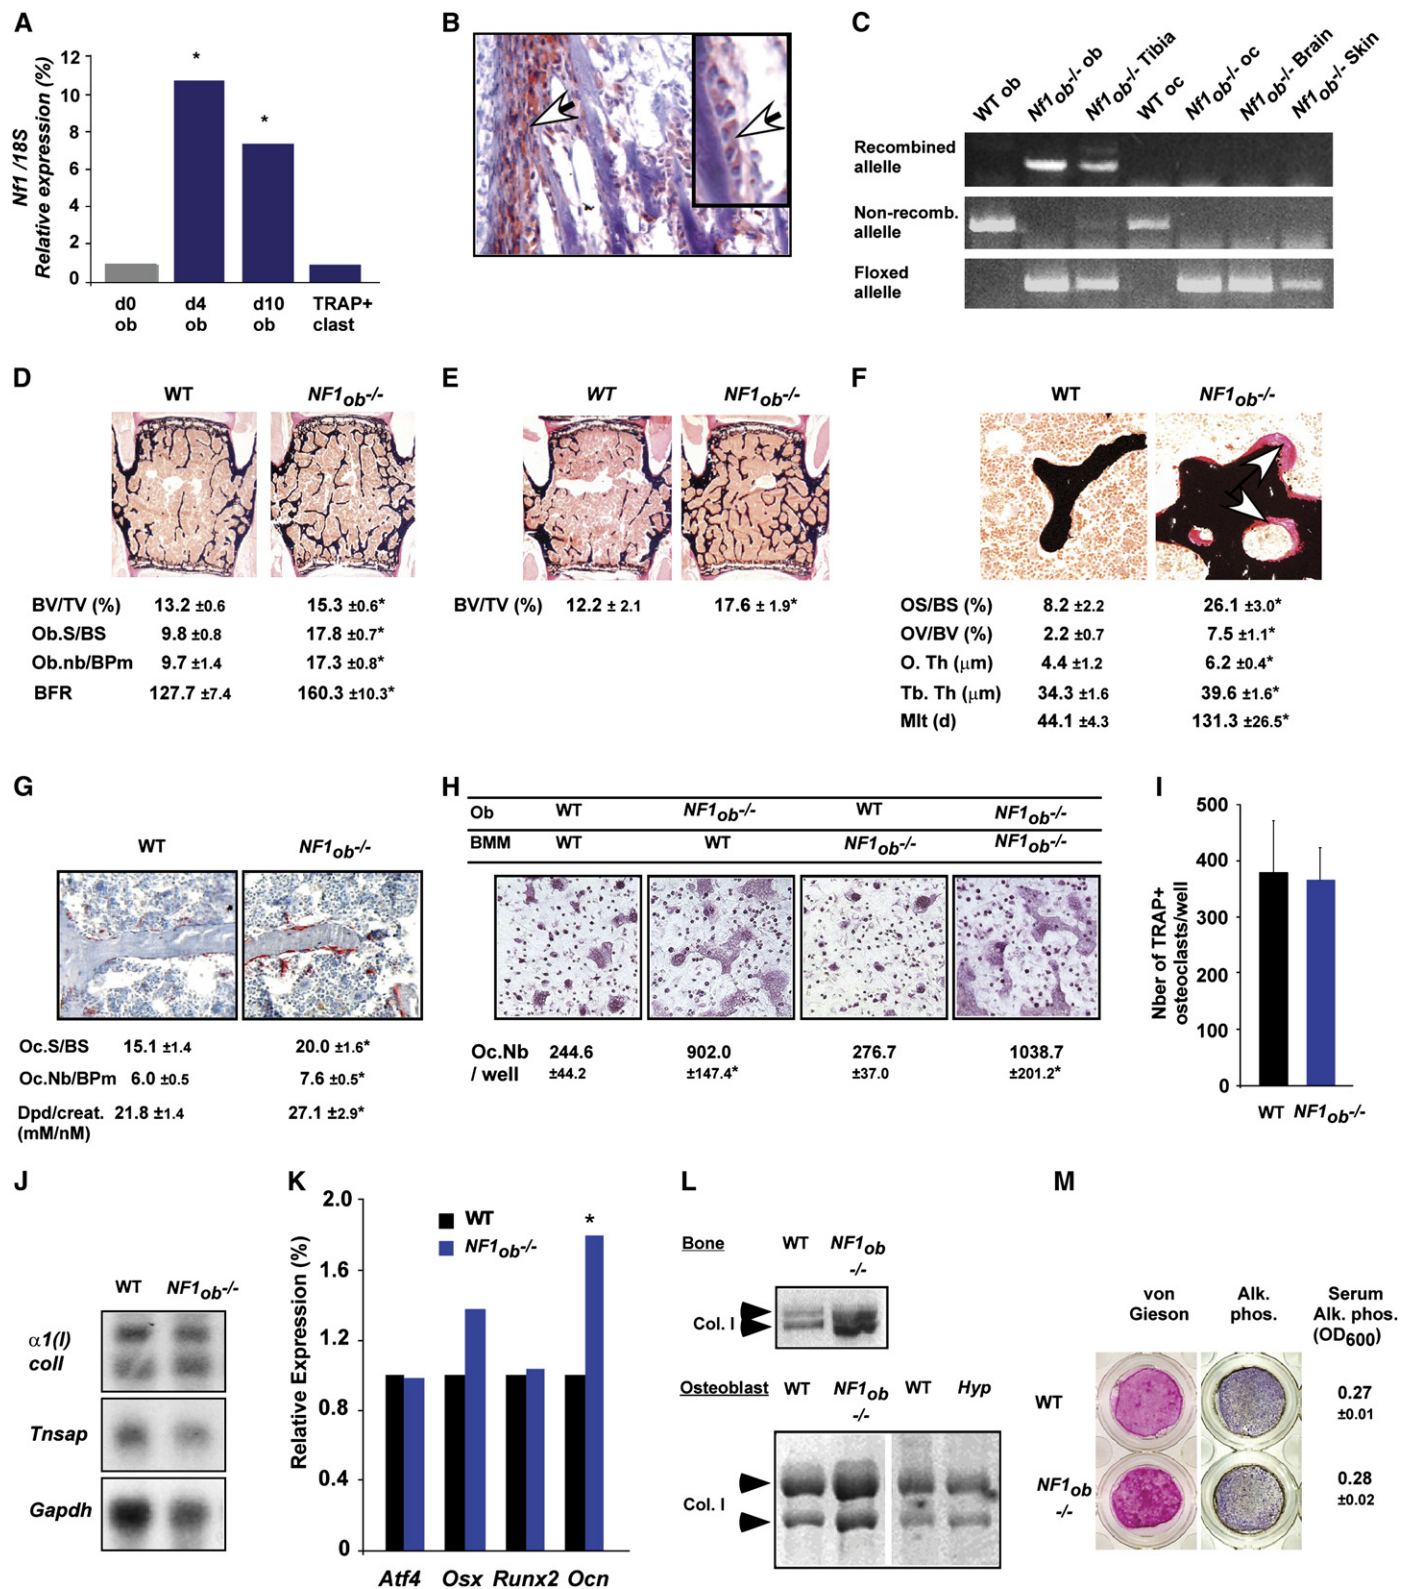 A
Nf1/18S
Relative expression (%)
12
10
8
6
4
2
0
*
*
d0 ob
d4 ob
d10 ob
TRAP+ clast
B
C
WT ob
Nf1ob-/- ob
Nf1ob-/- Tibia
WT oc
Nf1ob-/- oc
Nf1ob-/- Brain
Nf1ob-/- Skin
Recombined allele
Non-recomb. allele
Floxed allele
D
WT NF1ob-/-
BV/TV (%) 13.2 ±0.6 15.3 ±0.6*
Ob.S/BS 9.8 ±0.8 17.8 ±0.7*
Ob.nb/BPm 9.7 ±1.4 17.3 ±0.8*
BFR 127.7 ±7.4 160.3 ±10.3*
E
WT NF1ob-/-
BV/TV (%) 12.2 ± 2.1 17.6 ± 1.9*
F
WT NF1ob-/-
OS/BS (%) 8.2 ±2.2 26.1 ±3.0*
OV/BV (%) 2.2 ±0.7 7.5 ±1.1*
O. Th (µm) 4.4 ±1.2 6.2 ±0.4*
Tb. Th (µm) 34.3 ±1.6 39.6 ±1.6*
Mlt (d) 44.1 ±4.3 131.3 ±26.5*
G
WT NF1ob-/-
Oc.S/BS 15.1 ±1.4 20.0 ±1.6*
Oc.Nb/BPm 6.0 ±0.5 7.6 ±0.5*
Dpd/creat. 21.8 ±1.4 27.1 ±2.9*
(mM/nM)
H
Ob WT NF1ob-/- WT NF1ob-/-
BMM WT WT NF1ob-/- NF1ob-/-
Oc.Nb 244.6 902.0 276.7 1038.7
/ well ±44.2 ±147.4* ±37.0 ±201.2*
I
Nber of TRAP+
osteoclasts/well
500
400
300
200
100
0
WT NF1ob-/-
J
WT NF1ob-/-
α1(I)
coll
Tnsap
Gapdh
K
Relative Expression (%)
2.0
1.6
1.2
0.8
0.4
0
WT
NF1ob-/-
*
Atf4 Osx Runx2 Ocn
L
Bone WT NF1ob
-/-
Col. I
Osteoblast WT NF1ob WT Hyp
-/-
Col. I
M
von Gieson
Alk. phos.
Serum Alk. phos. (OD600)
WT
0.27
±0.01
NF1ob
-/-
0.28
±0.02